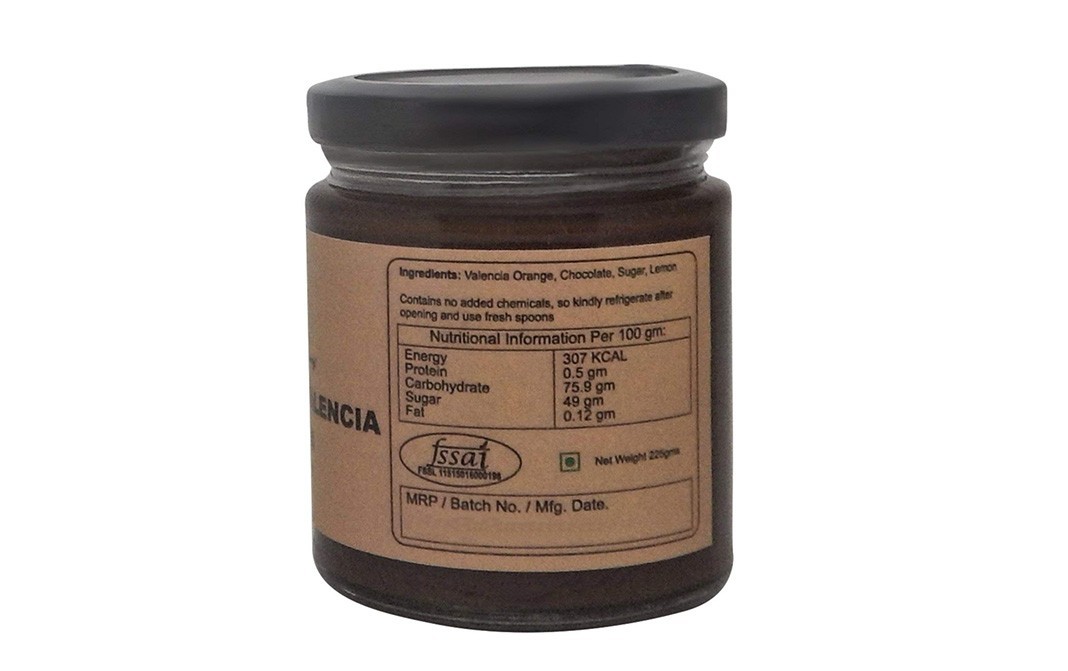 Ingredients: Valencia Orange, Chocolate, Sugar, Lemon
Contains no added chemicals, so kindly refrigerate after
opening and use fresh spoons
Nutritional Information Per 100 gm:
Energy 307 KCAL
Protein 0.5 gm
Carbohydrate 75.9 gm
Sugar 49 gm
Fat 0.12 gm
LENCIA
fssai
Net Weight 225gms
MRP / Batch No. / Mfg. Date.